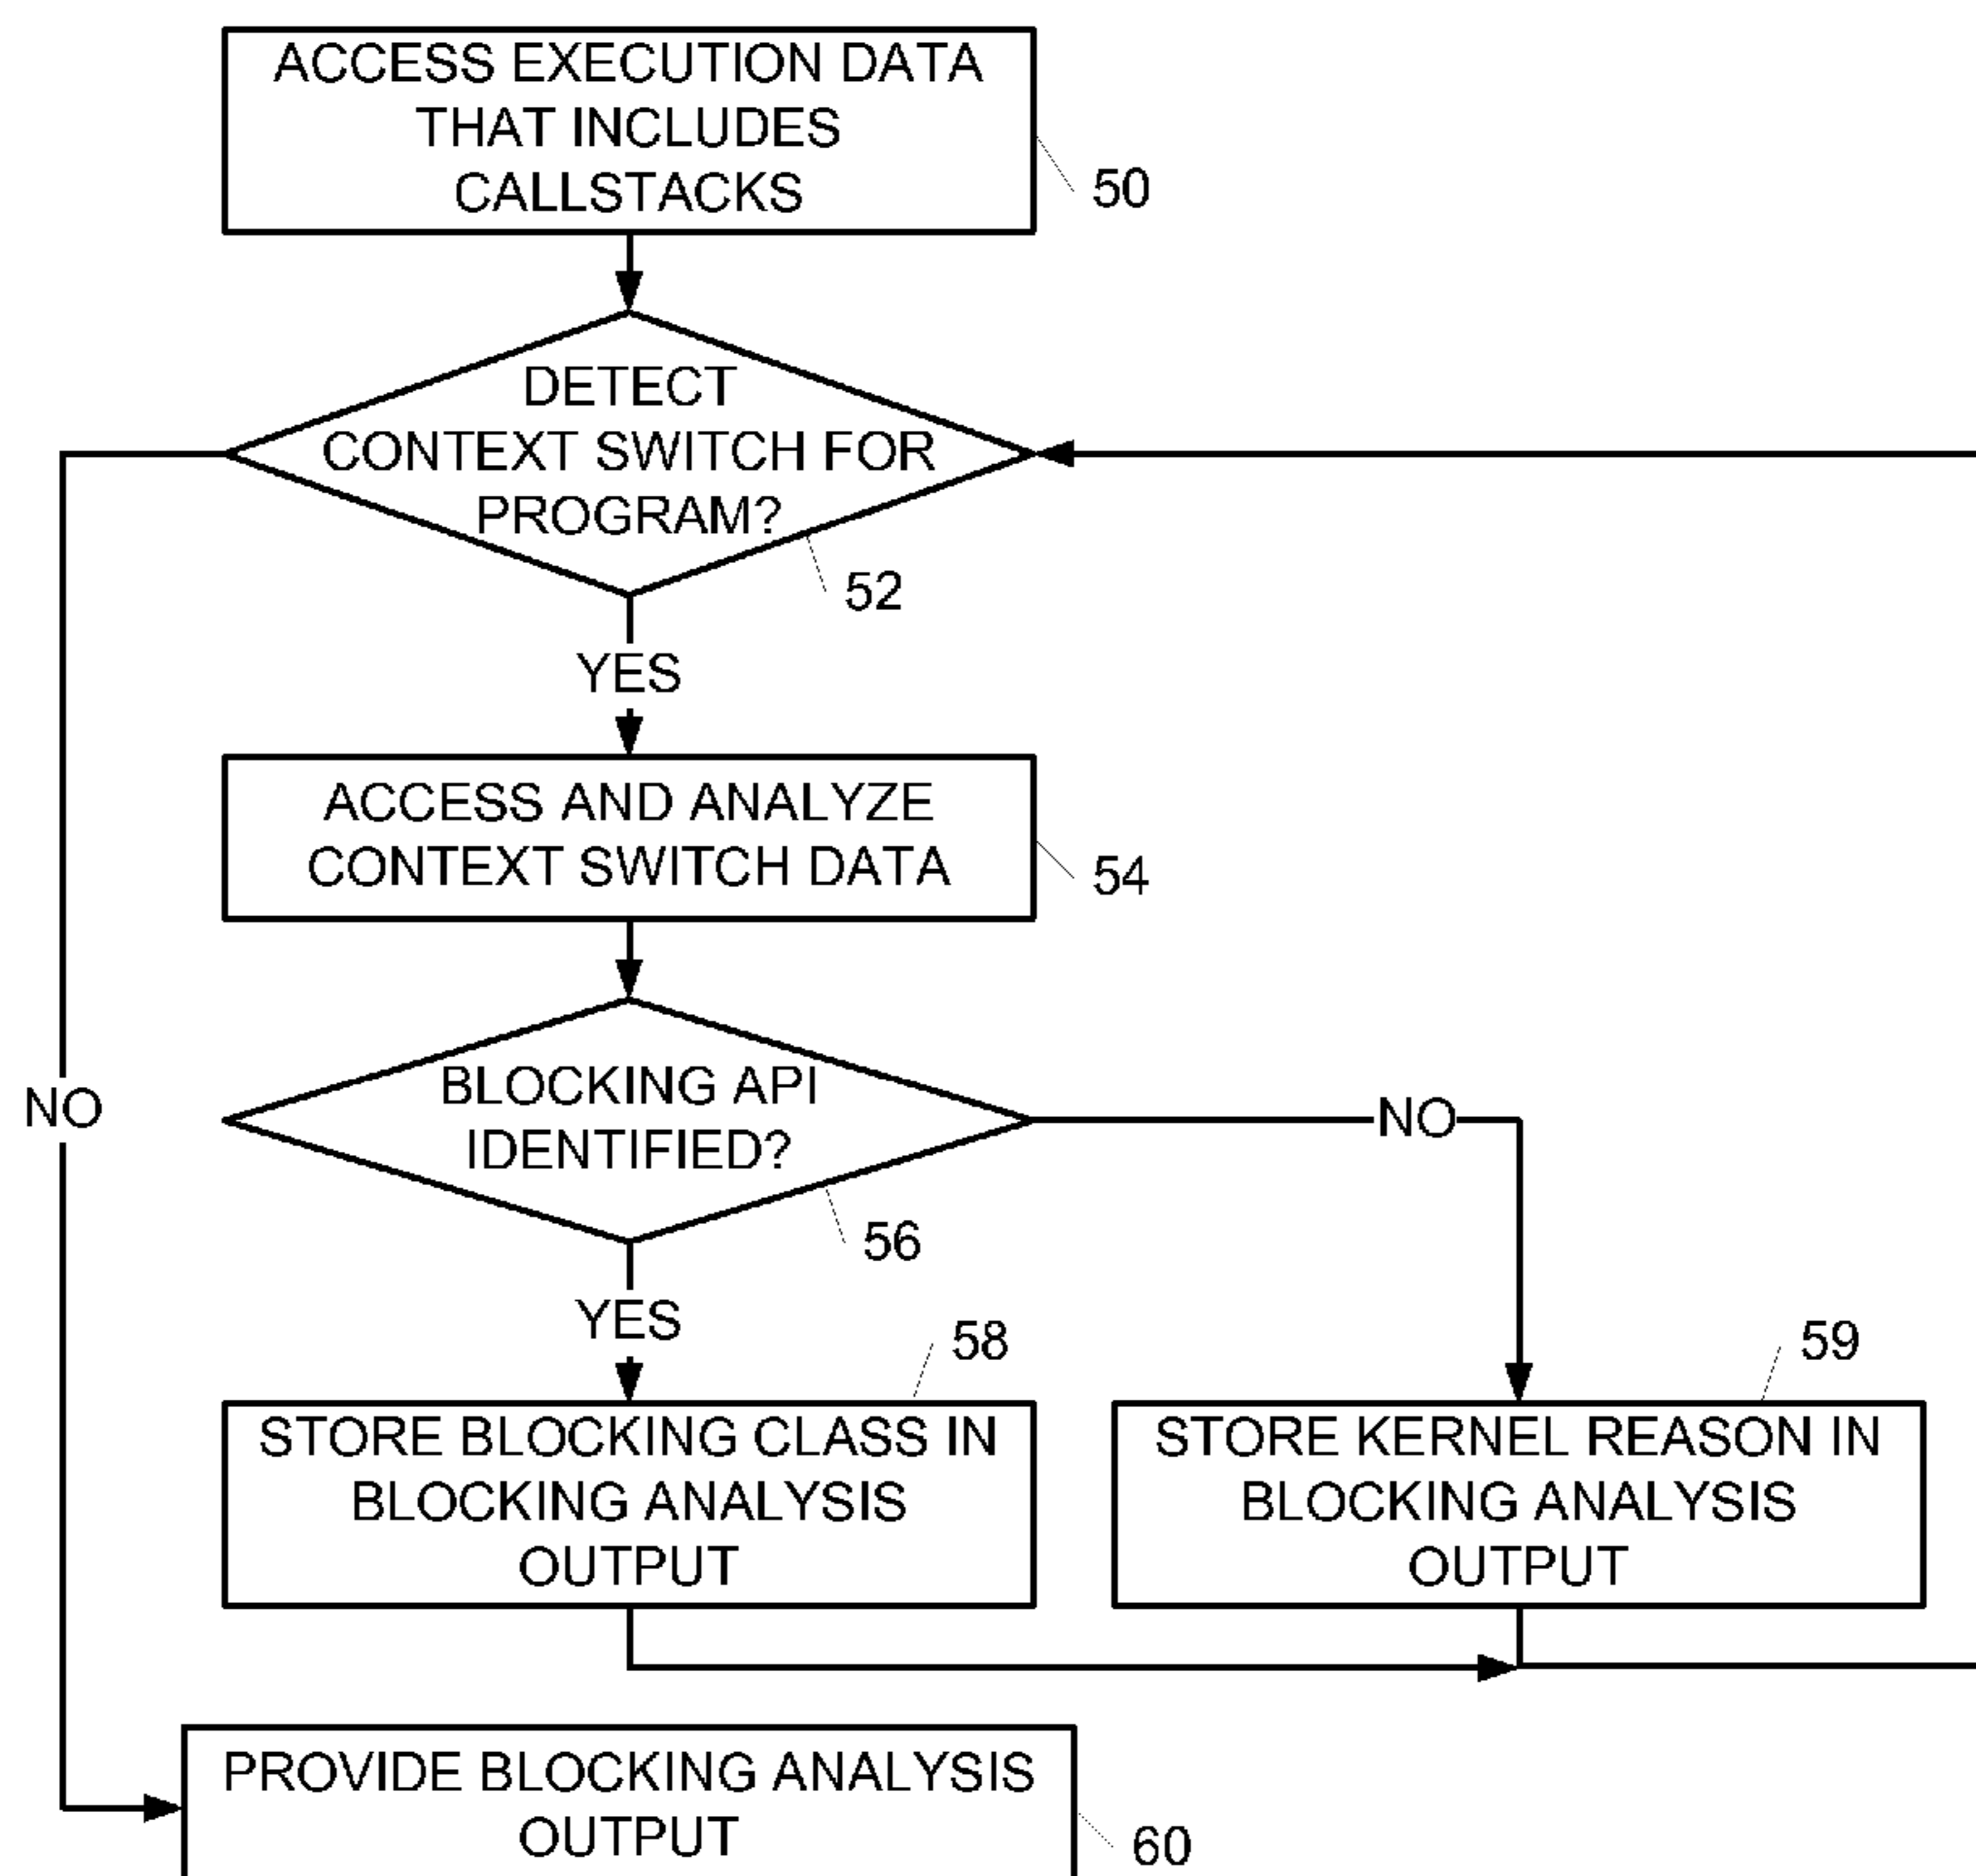 ACCESS EXECUTION DATA
THAT INCLUDES
CALLSTACKS
50
DETECT
CONTEXT SWITCH FOR
PROGRAM?
52
YES
ACCESS AND ANALYZE
CONTEXT SWITCH DATA
54
BLOCKING API
IDENTIFIED?
NO
NO
56
YES
58
59
STORE BLOCKING CLASS IN
BLOCKING ANALYSIS
OUTPUT
STORE KERNEL REASON IN
BLOCKING ANALYSIS
OUTPUT
PROVIDE BLOCKING ANALYSIS
OUTPUT
60